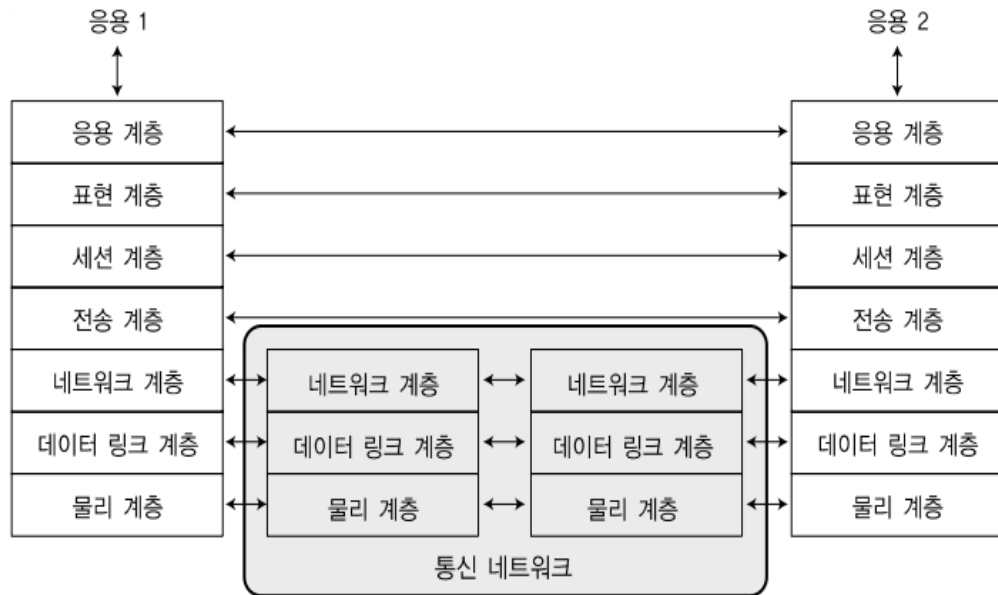 응용 1 응용 2
응용 계층 응용 계층
표현 계층 표현 계층
세션 계층 세션 계층
전송 계층 전송 계층
네트워크 계층 네트워크 계층 네트워크 계층 네트워크 계층
데이터 링크 계층 데이터 링크 계층 데이터 링크 계층 데이터 링크 계층
물리 계층 물리 계층 물리 계층 물리 계층
통신 네트워크